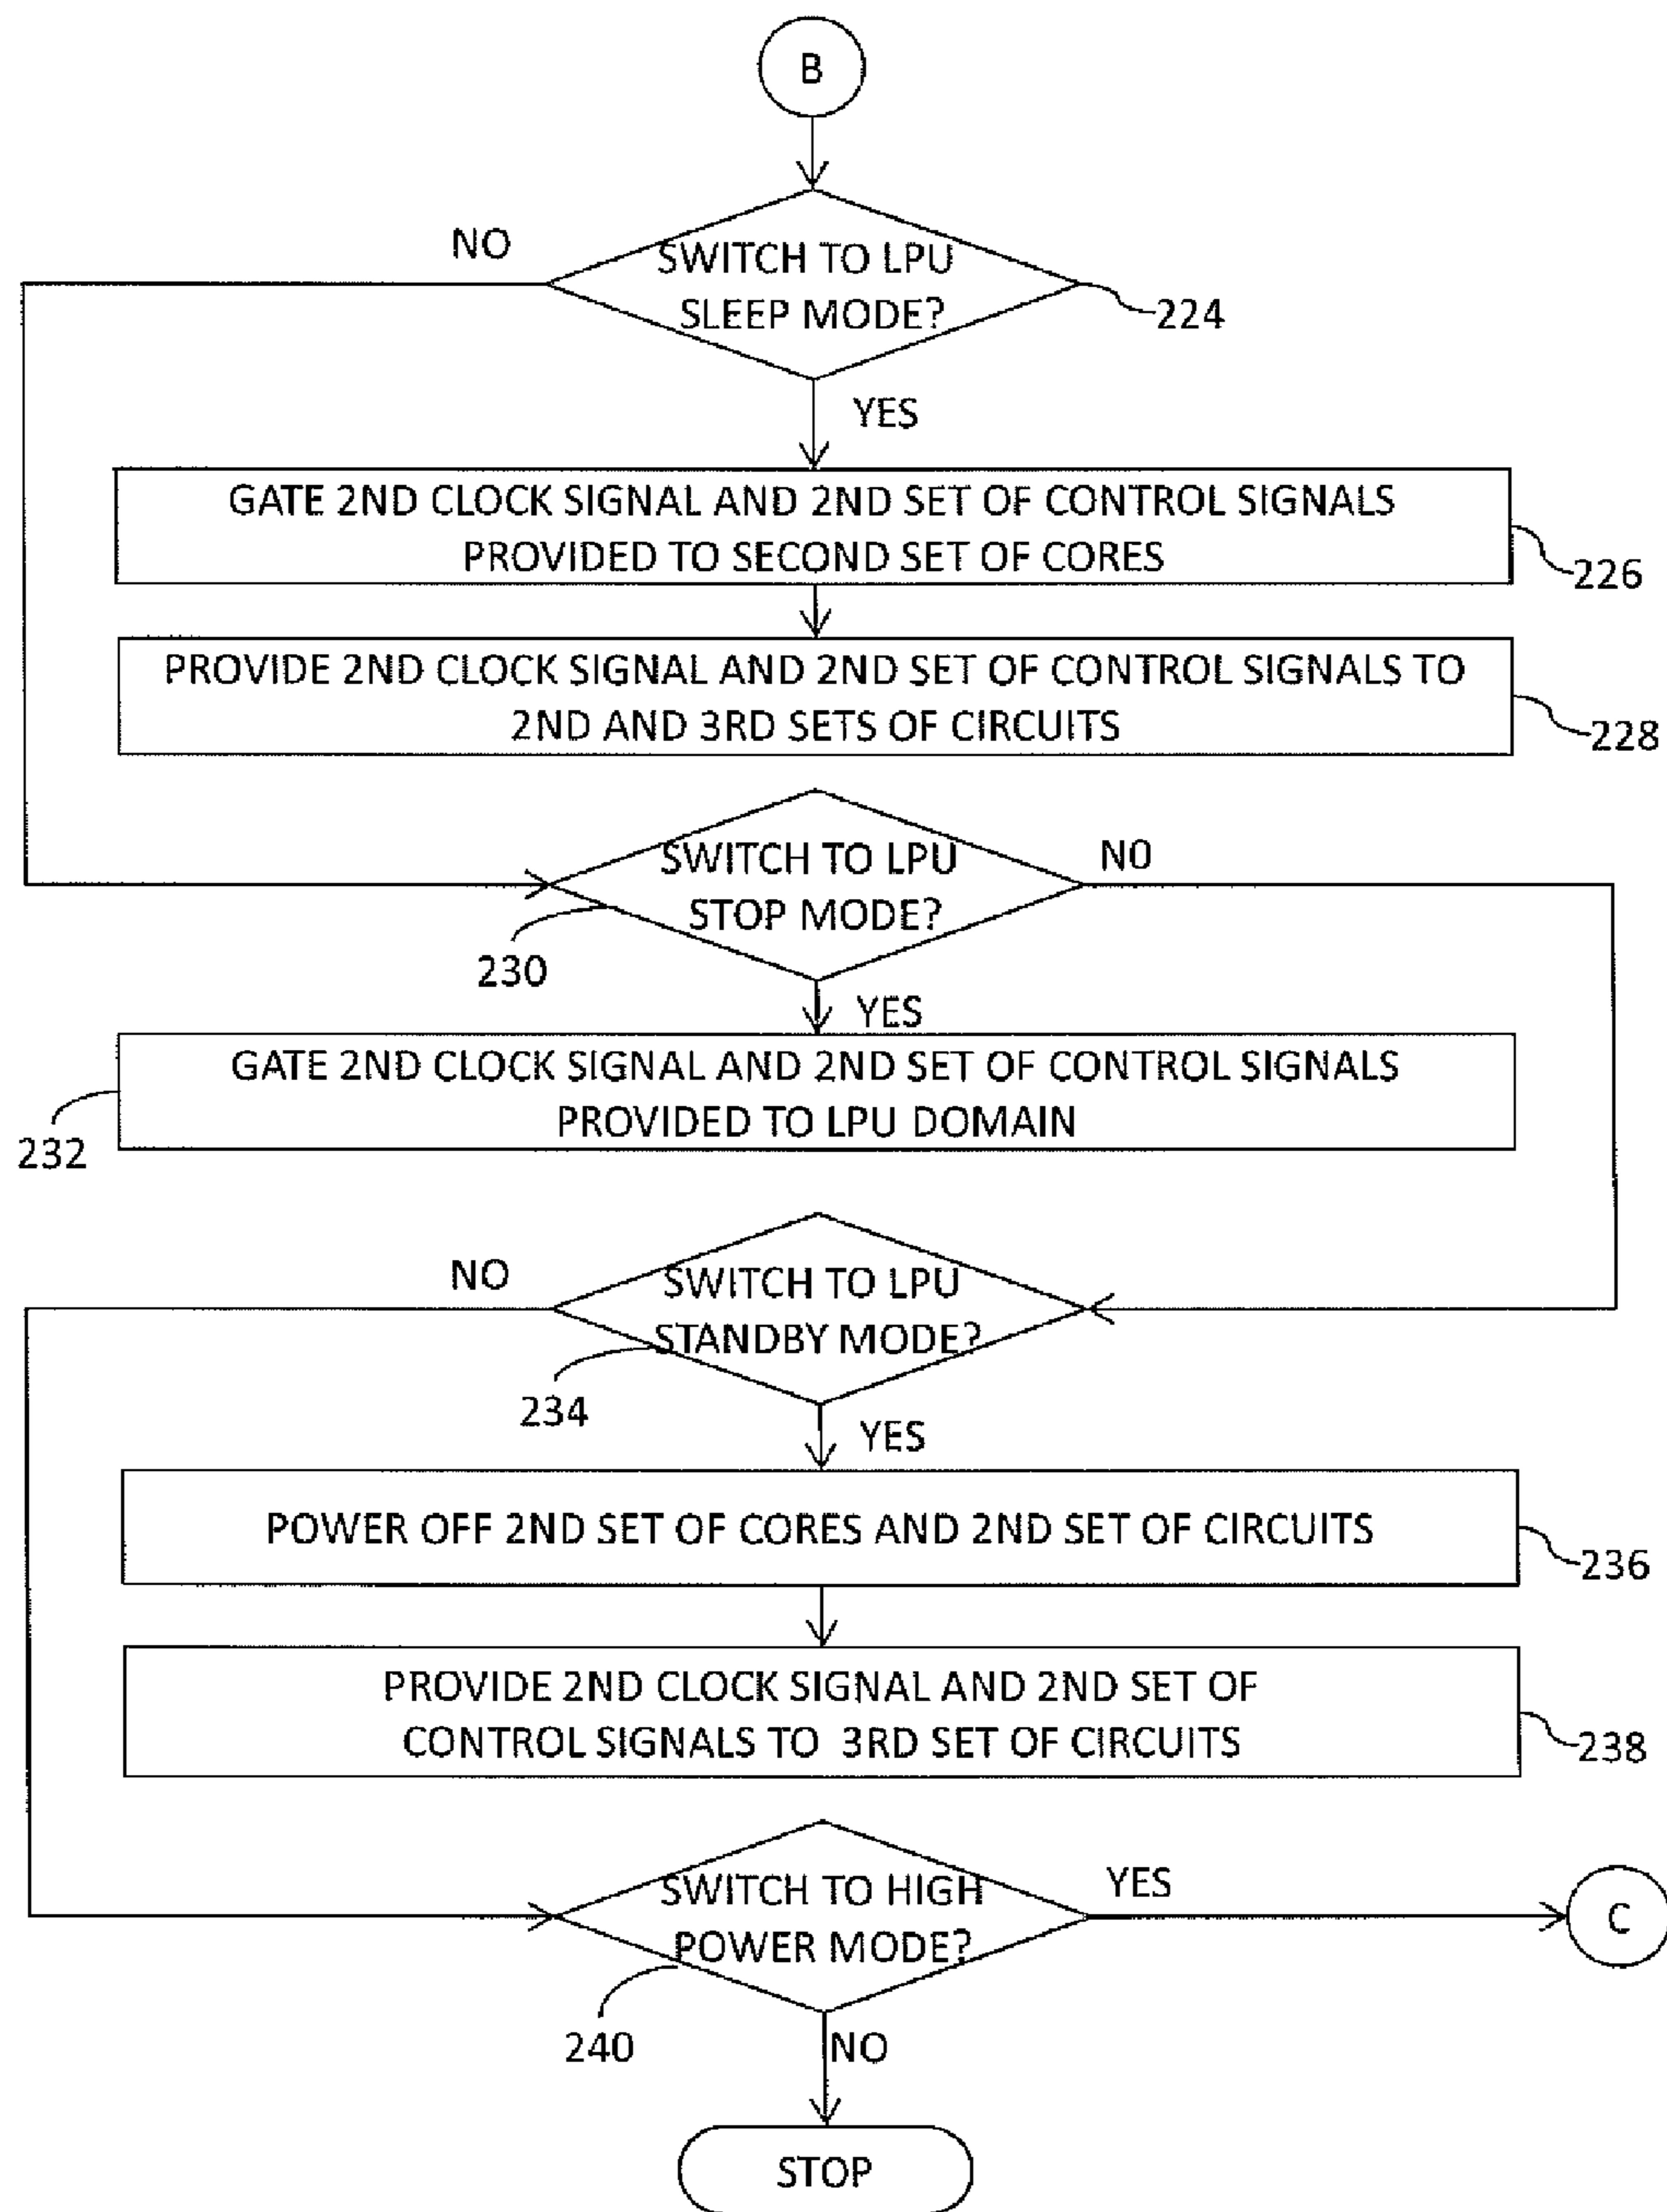 B
NO
SWITCH TO LPU
SLEEP MODE?
224
YES
GATE 2ND CLOCK SIGNAL AND 2ND SET OF CONTROL SIGNALS
PROVIDED TO SECOND SET OF CORES
226
PROVIDE 2ND CLOCK SIGNAL AND 2ND SET OF CONTROL SIGNALS TO
2ND AND 3RD SETS OF CIRCUITS
228
SWITCH TO LPU
STOP MODE?
NO
230
YES
GATE 2ND CLOCK SIGNAL AND 2ND SET OF CONTROL SIGNALS
PROVIDED TO LPU DOMAIN
232
NO
SWITCH TO LPU
STANDBY MODE?
234
YES
POWER OFF 2ND SET OF CORES AND 2ND SET OF CIRCUITS
236
PROVIDE 2ND CLOCK SIGNAL AND 2ND SET OF
CONTROL SIGNALS TO 3RD SET OF CIRCUITS
238
SWITCH TO HIGH
POWER MODE?
YES
C
240
NO
STOP